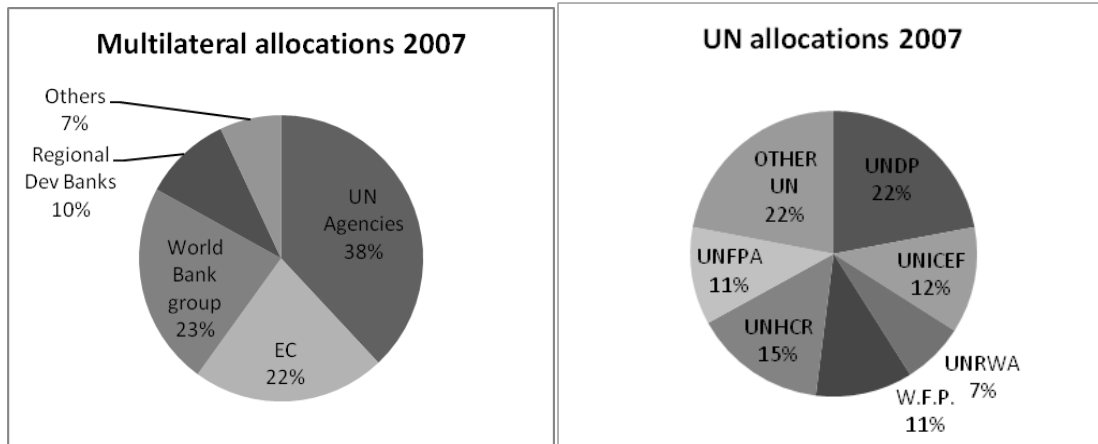 Multilateral allocations 2007
Others
7%
Regional
Dev Banks
10%
World
Bank
group
23%
EC
22%
UN
Agencies
38%
UN allocations 2007
OTHER
UN
22%
UNDP
22%
UNFPA
11%
UNICEF
12%
UNHCR
15%
UNRWA
7%
W.F.P.
11%